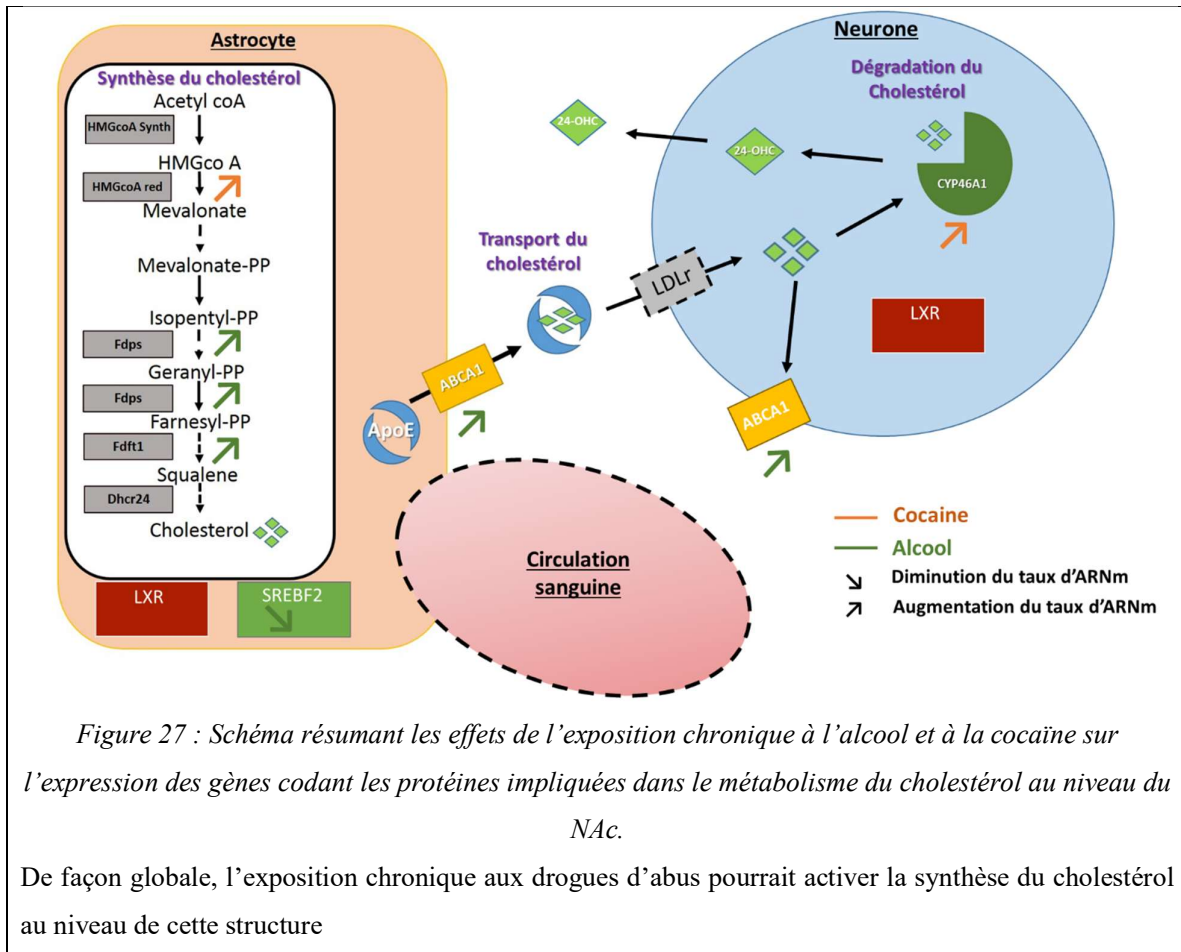 Astrocyte
Synthèse du cholestérol
Acetyl coA
HMGcoA Synth
HMGco A
HMGcoA red
Mevalonate
Mevalonate-PP
Isopentyl-PP
Fdps
Geranyl-PP
Fdps
Farnesyl-PP
Fdft1
Squalene
Dhcr24
Cholesterol
LXR
SREBF2
ApoE
ABCA1
Transport du
cholestérol
LDLr
Neurone
Dégradation du
Cholestérol
24-OHC
24-OHC
CYP46A1
LXR
ABCA1
Circulation
sanguine
Cocaine
Alcool
Diminution du taux d'ARNm
Augmentation du taux d'ARNm
Figure 27 : Schéma résumant les effets de l'exposition chronique à l'alcool et à la cocaïne sur
l'expression des gènes codant les protéines impliquées dans le métabolisme du cholestérol au niveau du
NAc.
De façon globale, l'exposition chronique aux drogues d'abus pourrait activer la synthèse du cholestérol
au niveau de cette structure